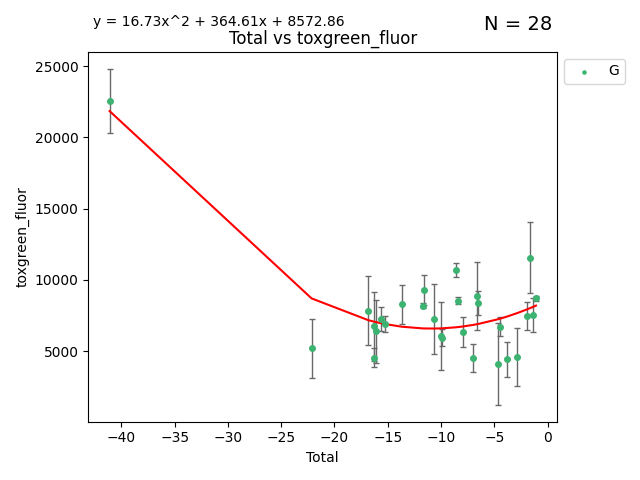 y = 16.73x^2 + 364.61x + 8572.86
N = 28
Total vs toxgreen_fluor
G
25000
20000
15000
10000
5000
toxgreen_fluor
−40 −35 −30 −25 −20 −15 −10 −5 0
Total